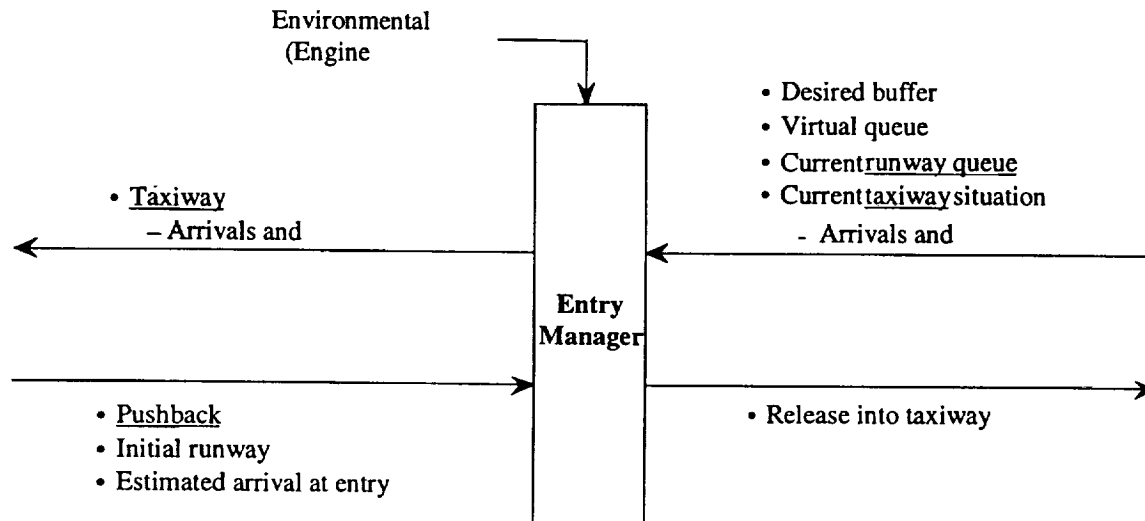 Environmental
(Engine
• Desired buffer
• Virtual queue
• Current runway queue
• Current taxiway situation
- Arrivals and
• Taxiway
– Arrivals and
Entry
Manager
• Pushback
• Initial runway
• Estimated arrival at entry
• Release into taxiway